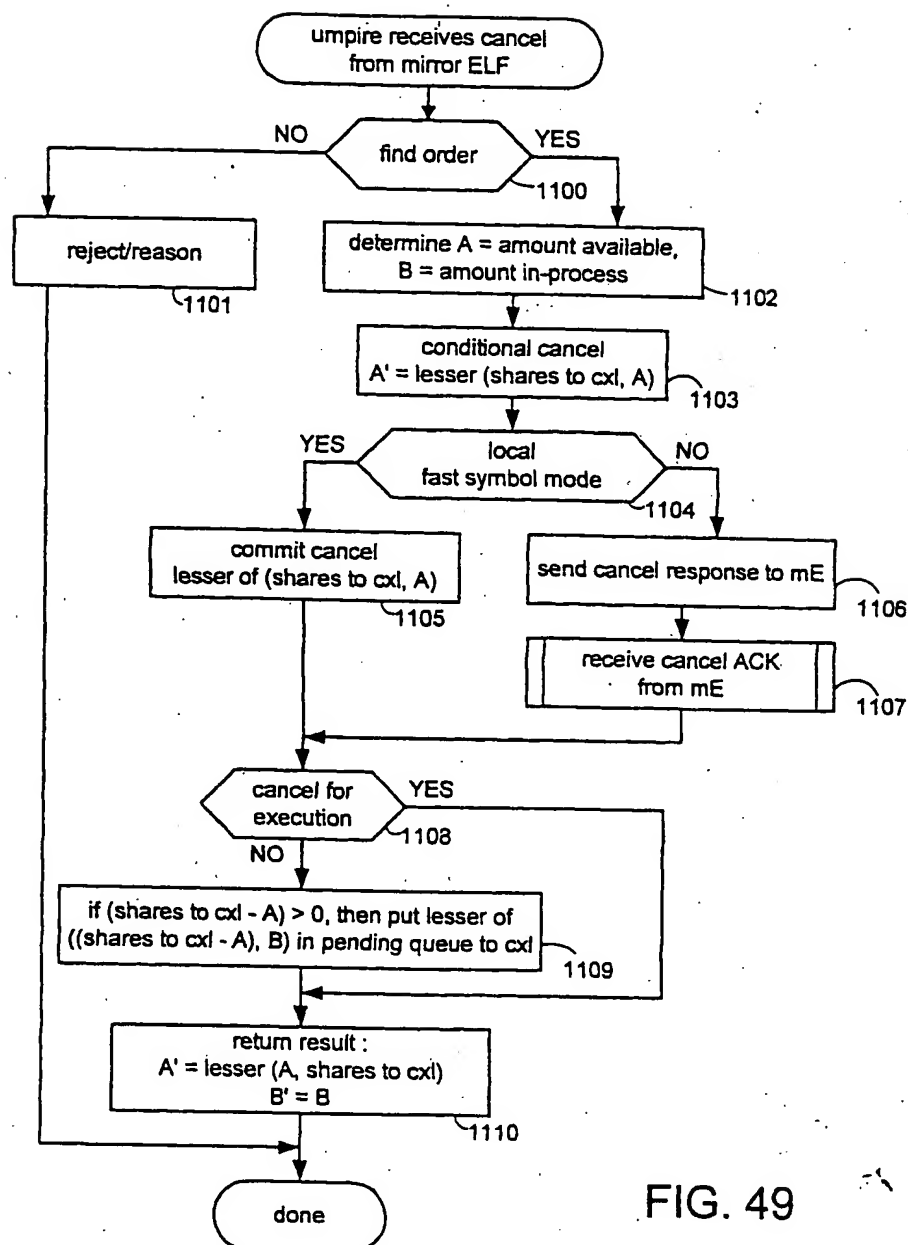 umpire receives cancel
from mirror ELF
NO
YES
find order
1100
reject/reason
1101
determine A = amount available,
B = amount in-process
1102
conditional cancel
A' = lesser (shares to cxl, A)
1103
YES
NO
local
fast symbol mode
1104
commit cancel
lesser of (shares to cxl, A)
1105
send cancel response to mE
1106
receive cancel ACK
from mE
1107
cancel for
execution
YES
1108
NO
if (shares to cxl - A) > 0, then put lesser of
((shares to cxl - A), B) in pending queue to cxl
1109
return result :
A' = lesser (A, shares to cxl)
B' = B
1110
done
FIG. 49